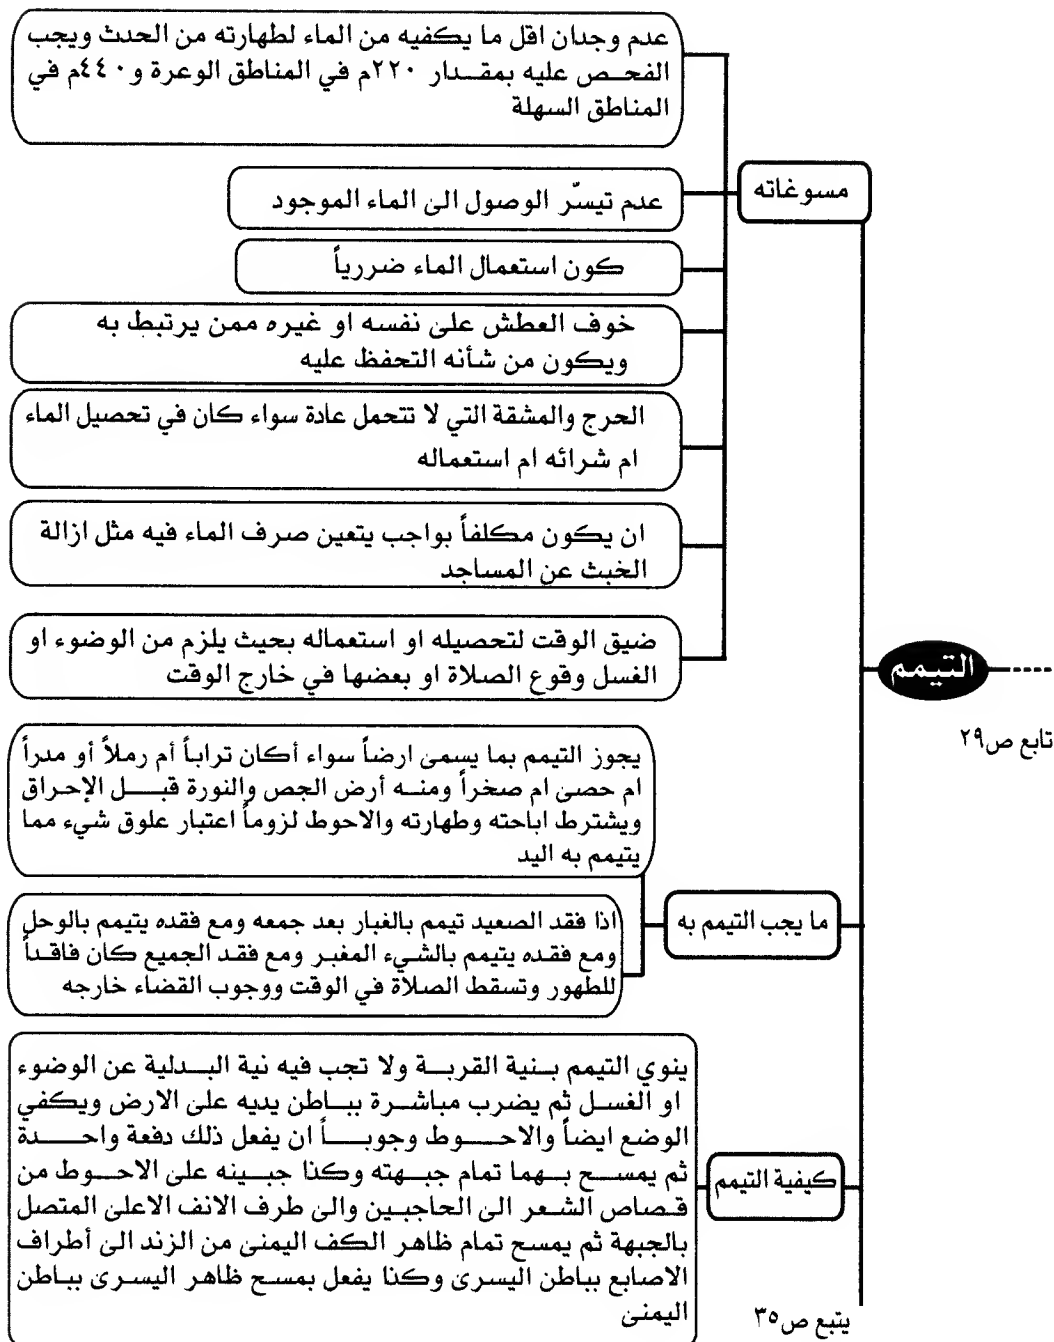 التيمم
تابع ص٢٩
مسوغاته
عدم وجدان اقل ما يكفيه من الماء لطهارته من الحدث ويجب
الفحص عليه بمقدار ٢٢٠م في المناطق الوعرة و٤٤٠م في
المناطق السهلة
عدم تيسّر الوصول الى الماء الموجود
كون استعمال الماء ضررياً
خوف العطش على نفسه او غيره ممن يرتبط به
ويكون من شأنه التحفظ عليه
الحرج والمشقة التي لا تتحمل عادة سواء كان في تحصيل الماء
ام شرائه ام استعماله
ان يكون مكلفاً بواجب يتعين صرف الماء فيه مثل ازالة
الخبث عن المساجد
ضيق الوقت لتحصيله او استعماله بحيث يلزم من الوضوء او
الغسل وقوع الصلاة او بعضها في خارج الوقت
ما يجب التيمم به
يجوز التيمم بما يسمى ارضاً سواء أكان تراباً أم رملاً أو مدراً
ام حصى ام صخراً ومنه أرض الجص والنورة قبل الإحراق
ويشترط اباحته وطهارته والاحوط لزوماً اعتبار علوق شيء مما
يتيمم به اليد
اذا فقد الصعيد تيمم بالغبار بعد جمعه ومع فقده يتيمم بالوحل
ومع فقده يتيمم بالشيء المغبر ومع فقد الجميع كان فاقداً
للطهور وتسقط الصلاة في الوقت ووجوب القضاء خارجه
كيفية التيمم
ينوي التيمم بنية القربة ولا تجب فيه نية البدلية عن الوضوء
او الغسل ثم يضرب مباشرة بباطن يديه على الارض ويكفي
الوضع ايضاً والاحوط وجوباً ان يفعل ذلك دفعة واحدة
ثم يمسح بهما تمام جبهته وكذا جبينه على الاحوط من
قصاص الشعر الى الحاجبين والى طرف الانف الاعلى المتصل
بالجبهة ثم يمسح تمام ظاهر الكف اليمنى من الزند الى أطراف
الاصابع بباطن اليسرى وكذا يفعل بمسح ظاهر اليسرى بباطن
اليمنى
يتبع ص٣٥